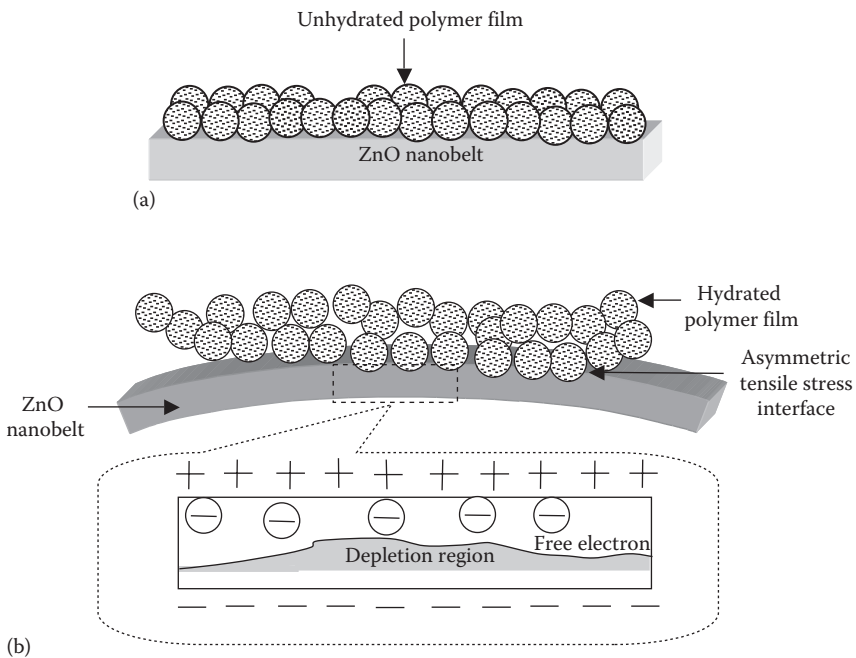 Unhydrated polymer film
ZnO nanobelt
(a)
Hydrated
polymer film
Asymmetric
tensile stress
interface
ZnO
nanobelt
Free electron
Depletion region
(b)